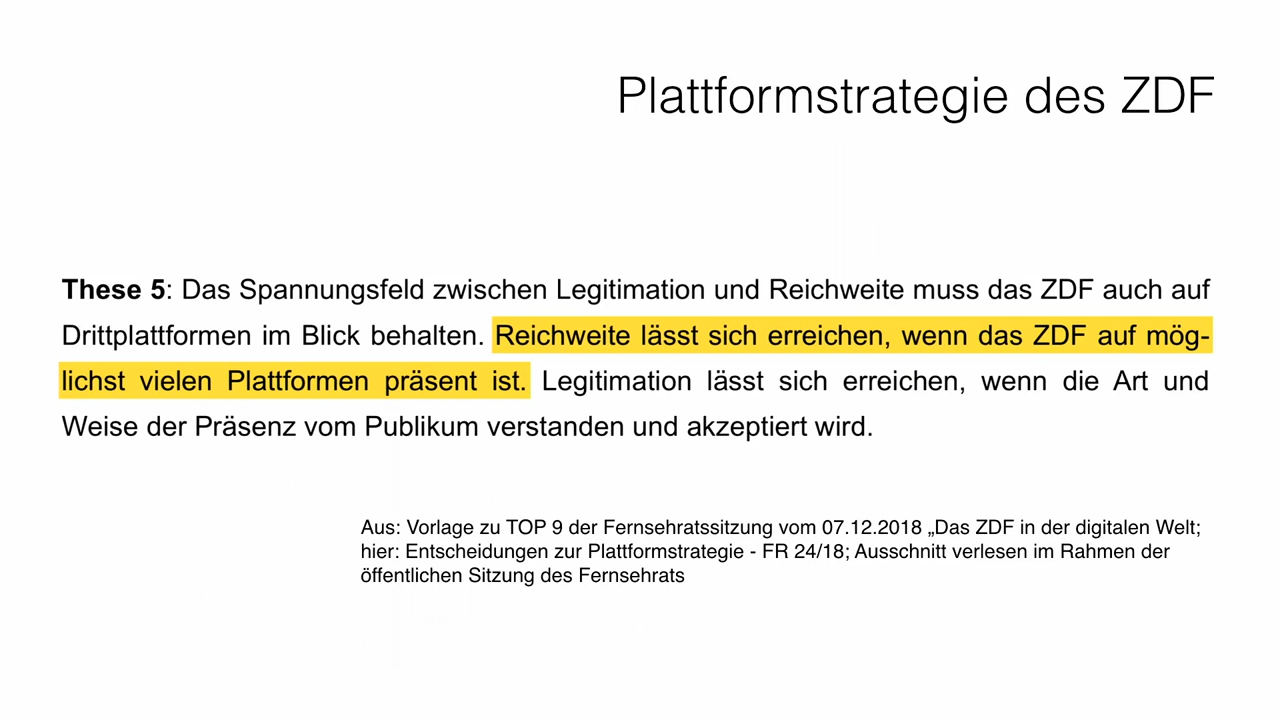 Plattformstrategie des ZDF
These 5: Das Spannungsfeld zwischen Legitimation und Reichweite muss das ZDF auch auf
Drittplattformen im Blick behalten. Reichweite lässt sich erreichen, wenn das ZDF auf mög-
lichst vielen Plattformen präsent ist. Legitimation lässt sich erreichen, wenn die Art und
Weise der Präsenz vom Publikum verstanden und akzeptiert wird.
Aus: Vorlage zu TOP 9 der Fernsehratssitzung vom 07.12.2018 „Das ZDF in der digitalen Welt;
hier: Entscheidungen zur Plattformstrategie - FR 24/18; Ausschnitt verlesen im Rahmen der
öffentlichen Sitzung des Fernsehrats